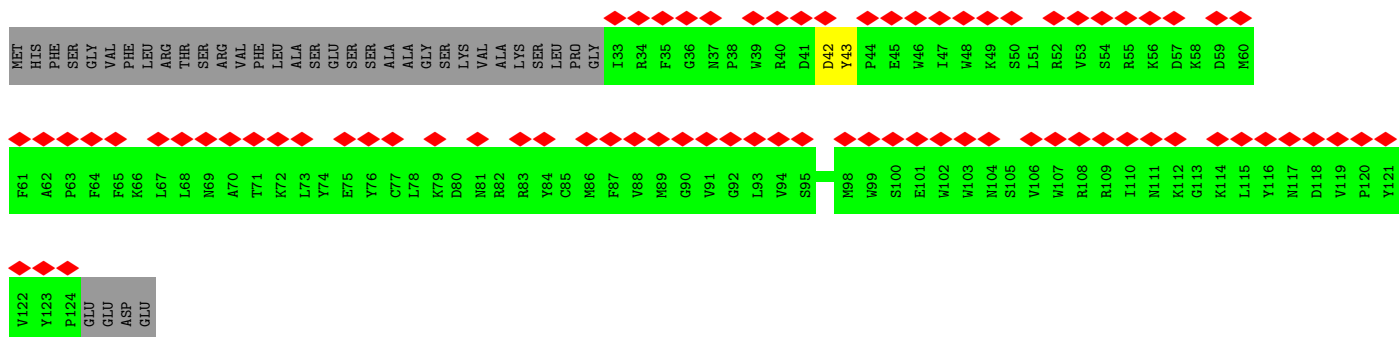 MET HIS PHE SER GLY VAL PHE LEU ARG THR SER ARG VAL PHE LEU ALA SER GLU SER SER ALA ALA GLY SER LYS VAL ALA LYS SER LEU PRO GLY I33 R34 F35 G36 N37 P38 W39 R40 D41 D42 Y43 P44 E45 W46 I47 W48 K49 S50 L51 R52 V53 S54 R55 K56 D57 K58 D59 M60
F61 A62 P63 F64 F65 K66 L67 L68 N69 A70 T71 K72 L73 Y74 E75 Y76 C77 L78 K79 D80 N81 R82 R83 Y84 C85 M86 F87 V88 M89 G90 V91 G92 L93 V94 S95 M98 W99 S100 E101 W102 W103 N104 S105 V106 W107 R108 R109 I110 N111 K112 G113 K114 L115 Y116 N117 D118 V119 P120 Y121
V122 Y123 P124 GLU GLU ASP GLU